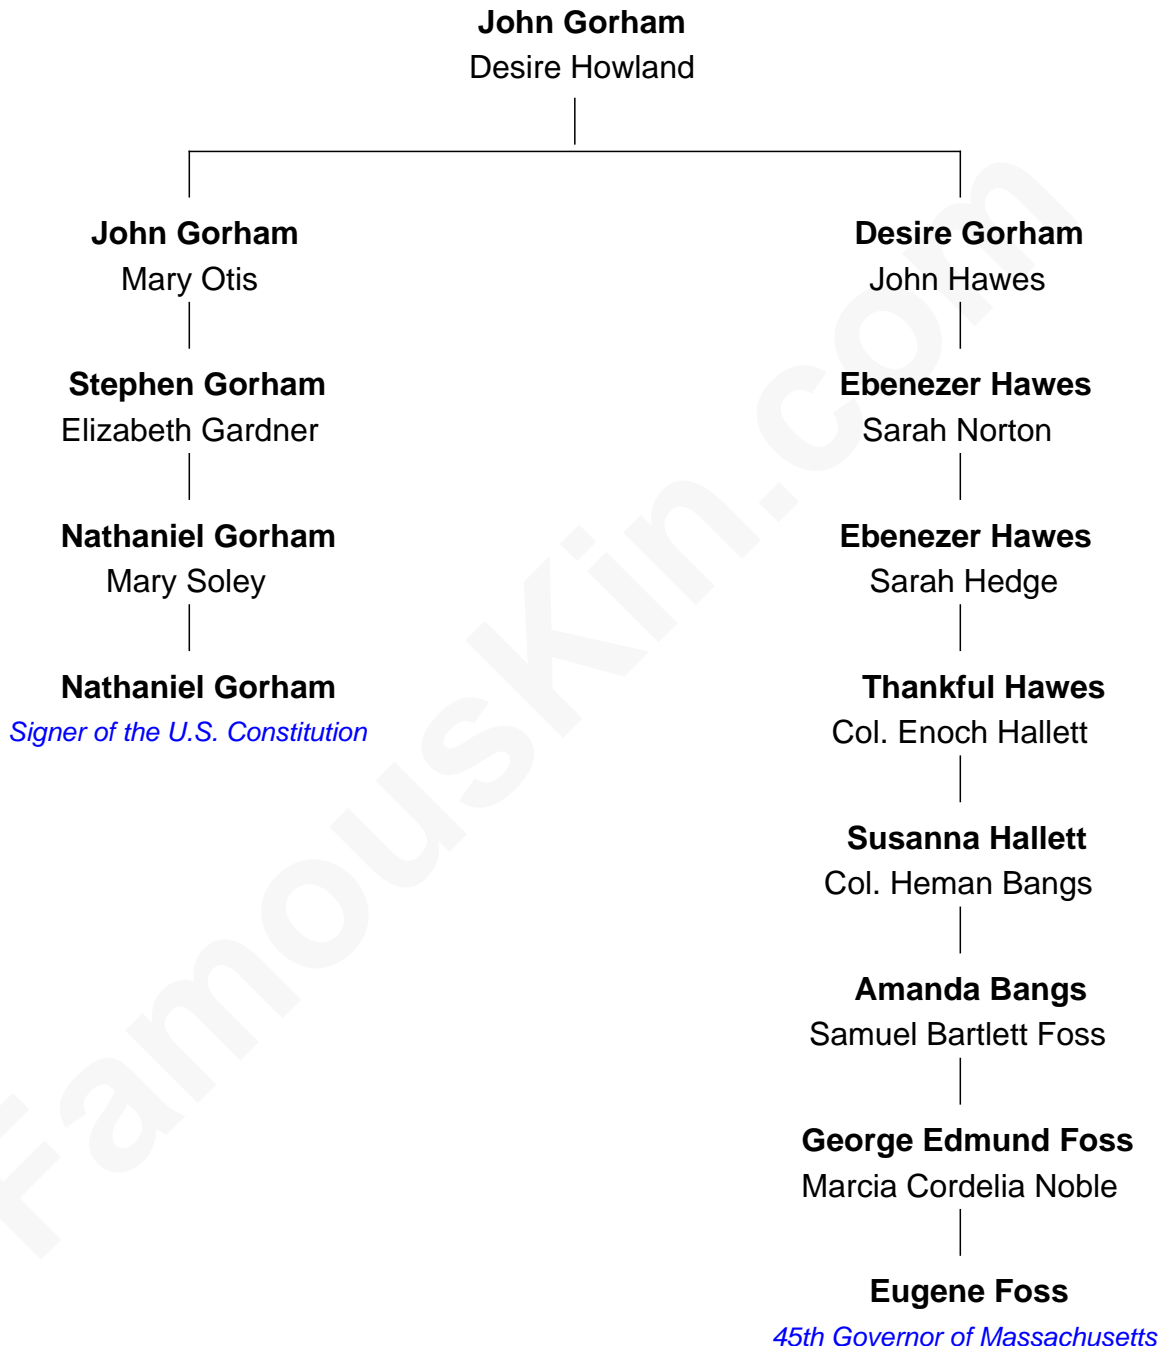 John Gorham
Desire Howland
John Gorham
Mary Otis
Stephen Gorham
Elizabeth Gardner
Nathaniel Gorham
Mary Soley
Nathaniel Gorham
Signer of the U.S. Constitution
Desire Gorham
John Hawes
Ebenezer Hawes
Sarah Norton
Ebenezer Hawes
Sarah Hedge
Thankful Hawes
Col. Enoch Hallett
Susanna Hallett
Col. Heman Bangs
Amanda Bangs
Samuel Bartlett Foss
George Edmund Foss
Marcia Cordelia Noble
Eugene Foss
45th Governor of Massachusetts
FamousKin.com